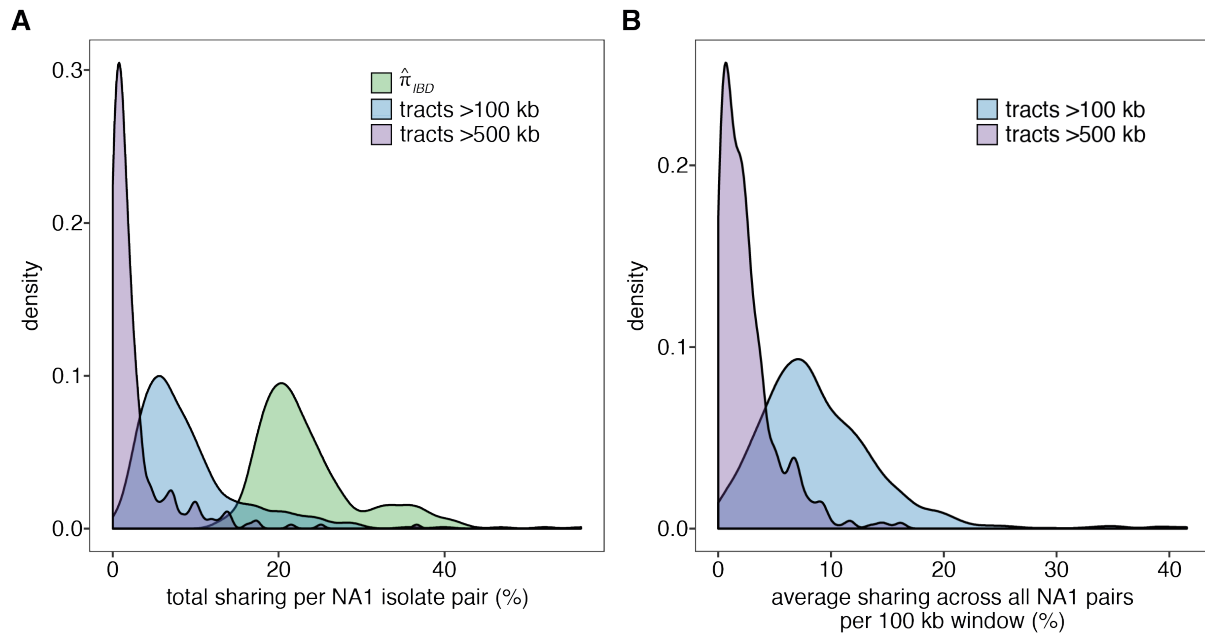 A
0.3
0.2
0.1
0.0
density
0
20
40
total sharing per NA1 isolate pair (%)
π̂IBD
tracts >100 kb
tracts >500 kb
B
0.2
0.1
0.0
density
0
10
20
30
40
average sharing across all NA1 pairs
per 100 kb window (%)
tracts >100 kb
tracts >500 kb